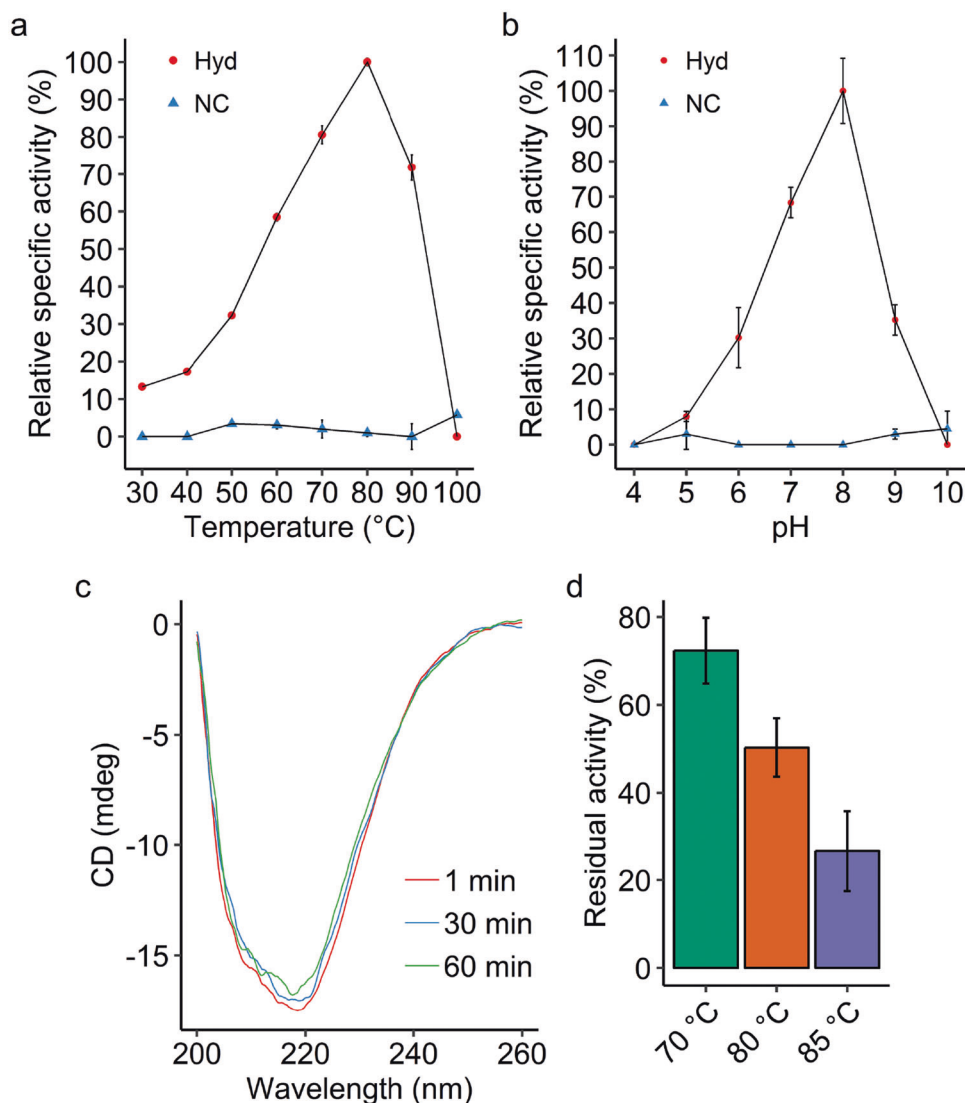 a
Relative specific activity (%)
100
90
80
70
60
50
40
30
20
10
0
Hyd
NC
30 40 50 60 70 80 90 100
Temperature (°C)
b
Relative specific activity (%)
110
100
90
80
70
60
50
40
30
20
10
0
Hyd
NC
4 5 6 7 8 9 10
pH
c
CD (mdeg)
0
-5
-10
-15
1 min
30 min
60 min
200 220 240 260
Wavelength (nm)
d
Residual activity (%)
80
60
40
20
0
70 °C
80 °C
85 °C